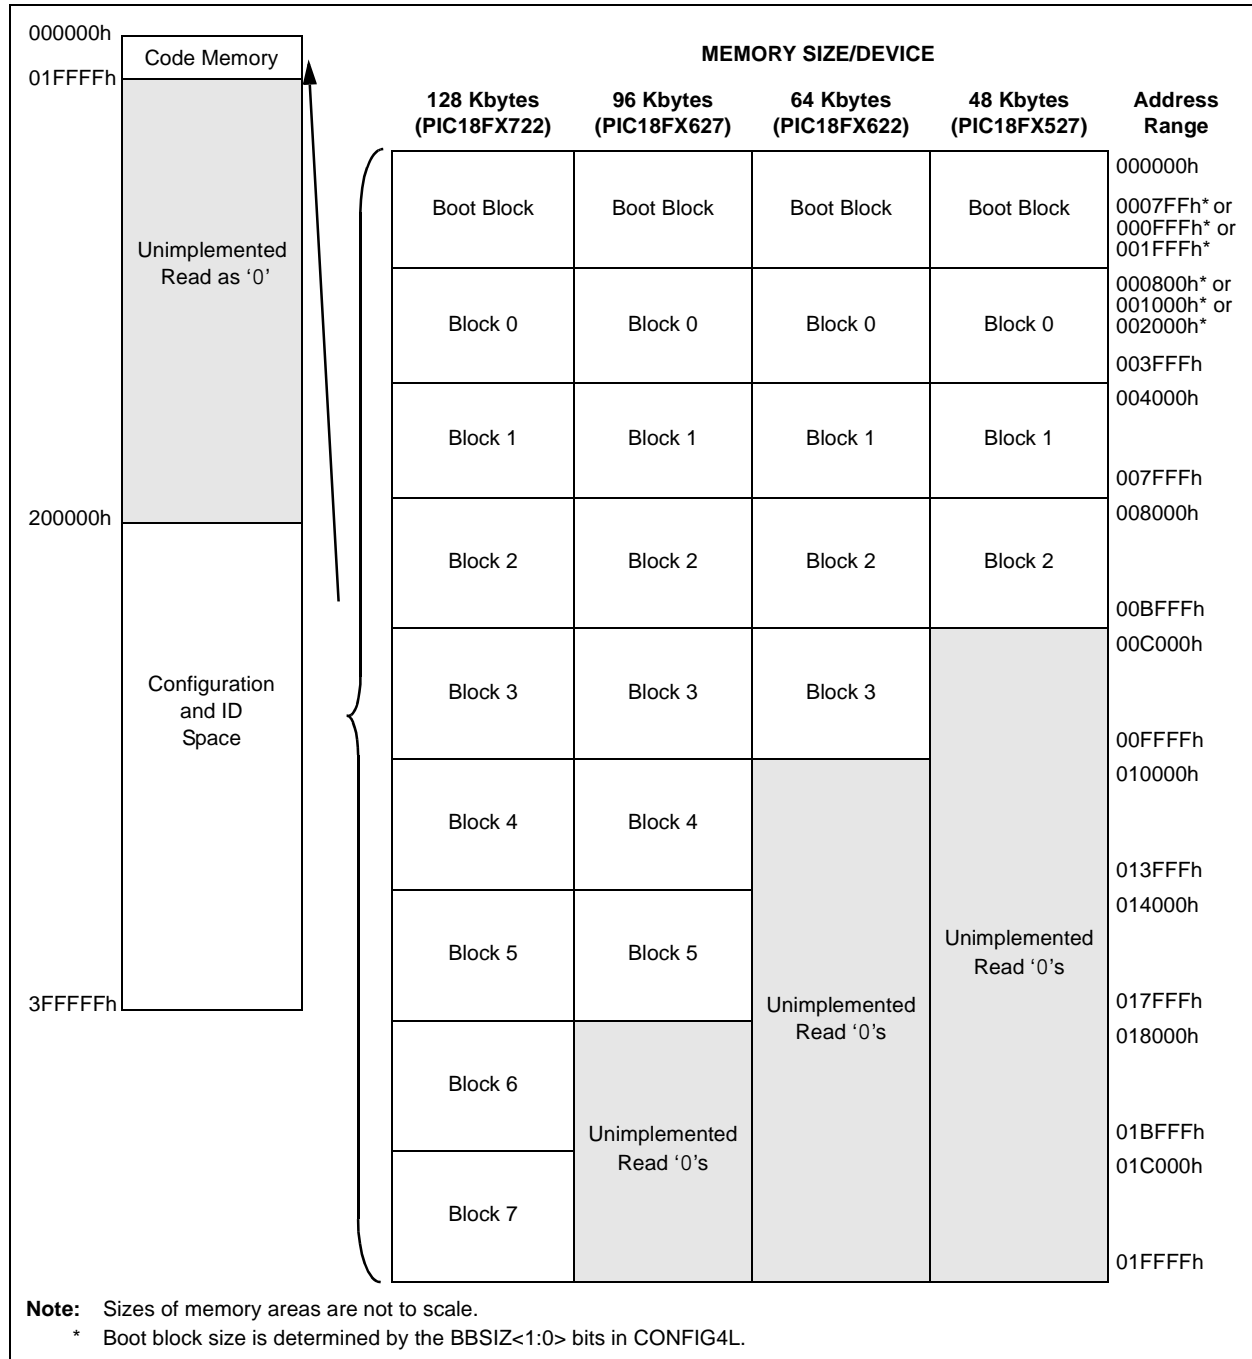 000000h
Code Memory
01FFFFh
Unimplemented
Read as ‘0’
200000h
Configuration
and ID
Space
3FFFFFh
MEMORY SIZE/DEVICE
128 Kbytes
(PIC18FX722)
96 Kbytes
(PIC18FX627)
64 Kbytes
(PIC18FX622)
48 Kbytes
(PIC18FX527)
Address
Range
Boot Block
Boot Block
Boot Block
Boot Block
000000h
0007FFh* or
000FFFh* or
001FFFh*
Block 0
Block 0
Block 0
Block 0
000800h* or
001000h* or
002000h*
003FFFh
Block 1
Block 1
Block 1
Block 1
004000h
007FFFh
Block 2
Block 2
Block 2
Block 2
008000h
00BFFFh
Block 3
Block 3
Block 3
00C000h
00FFFFh
Block 4
Block 4
010000h
013FFFh
Block 5
Block 5
Unimplemented
Read ‘0’s
014000h
017FFFh
Block 6
Unimplemented
Read ‘0’s
018000h
01BFFFh
Unimplemented
Read ‘0’s
Block 7
01C000h
01FFFFh
Note: Sizes of memory areas are not to scale.
* Boot block size is determined by the BBSIZ<1:0> bits in CONFIG4L.